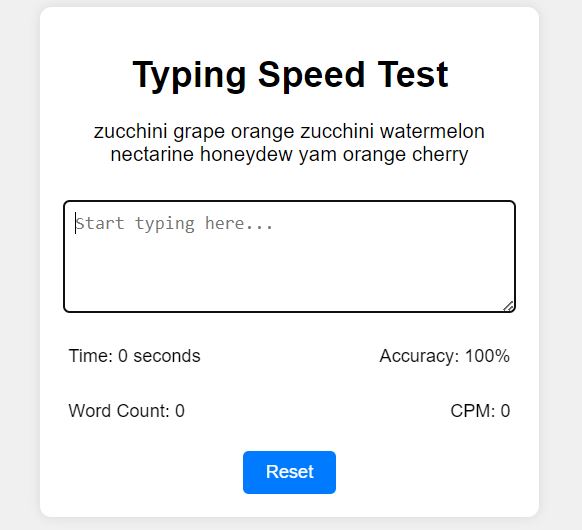 Typing Speed Test
zucchini grape orange zucchini watermelon
nectarine honeydew yam orange cherry
Start typing here...
Time: 0 seconds
Accuracy: 100%
Word Count: 0
CPM: 0
Reset